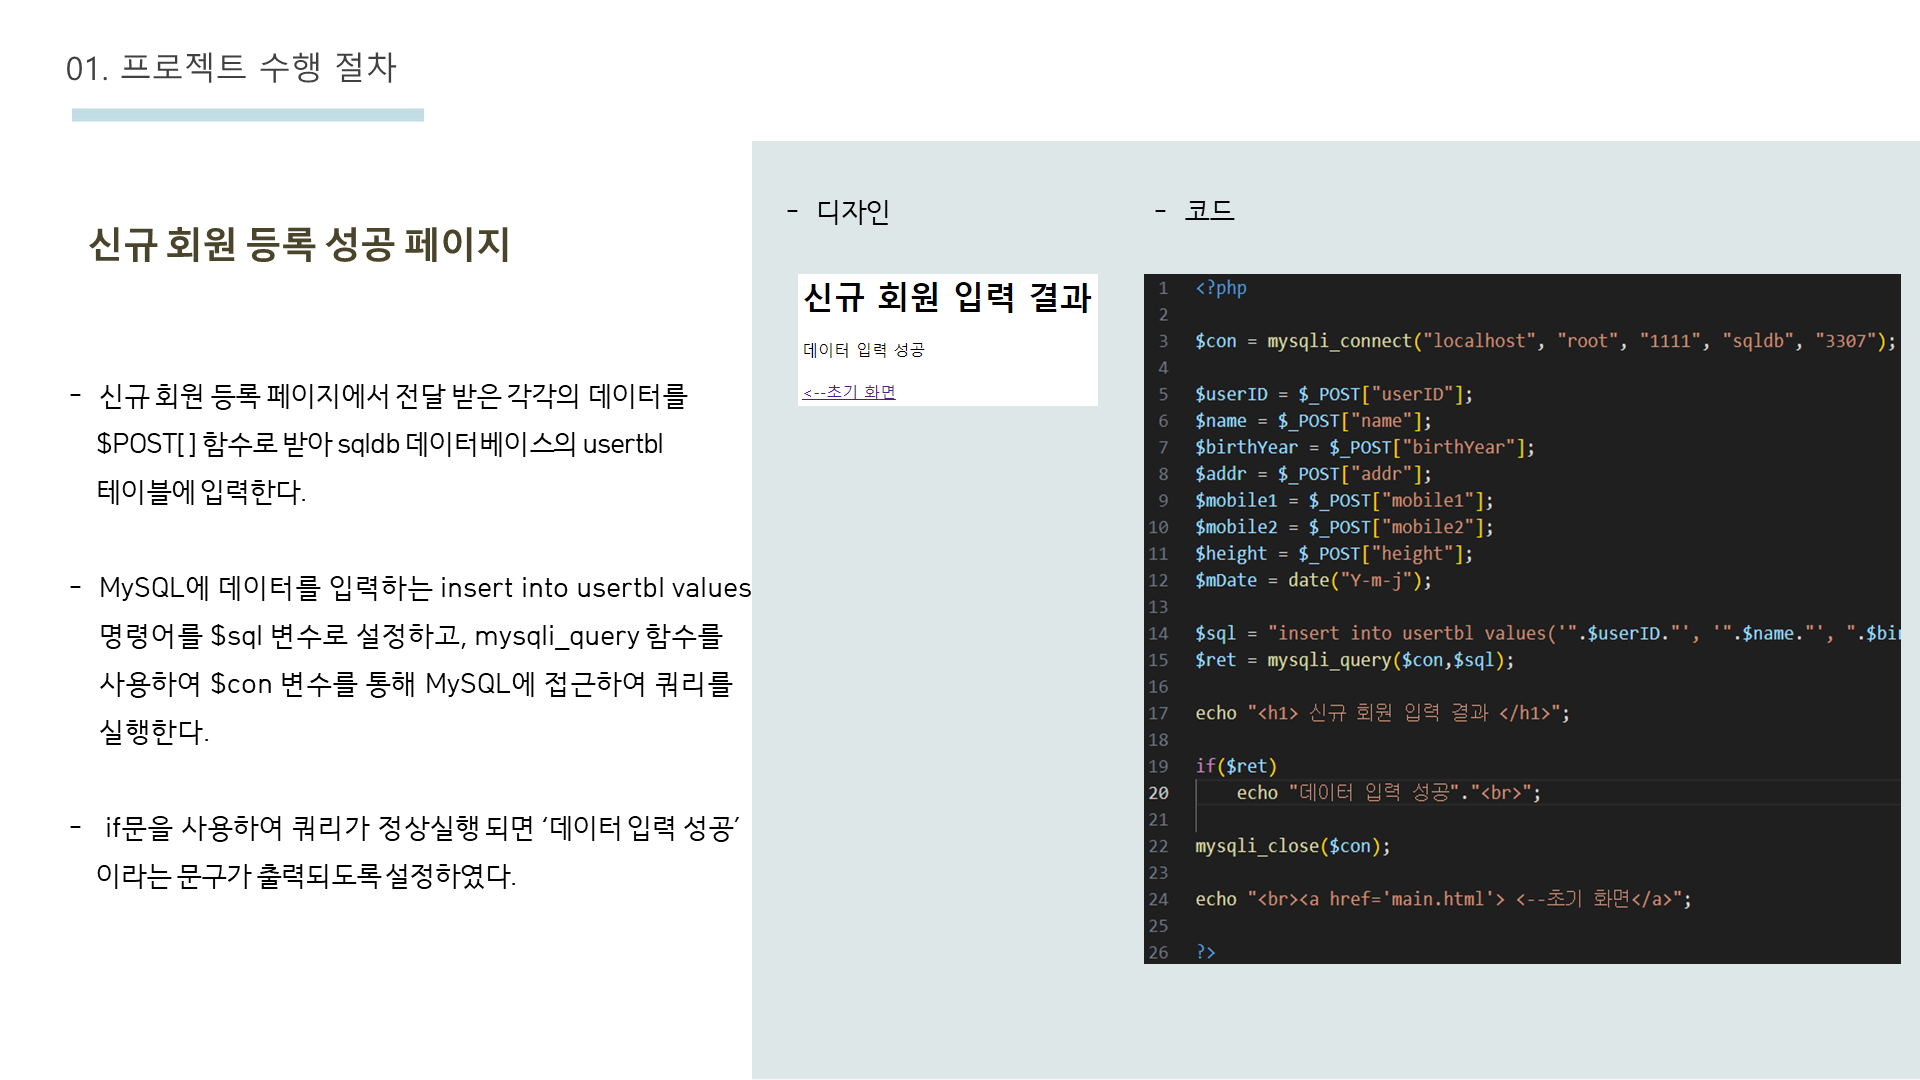 01. 프로젝트 수행 절차
신규 회원 등록 성공 페이지
- 신규 회원 등록 페이지에서 전달 받은 각각의 데이터를
$POST[ ] 함수로 받아 sqldb 데이터베이스의 usertbl
테이블에 입력한다.
- MySQL에 데이터를 입력하는 insert into usertbl values
명령어를 $sql 변수로 설정하고, mysqli_query 함수를
사용하여 $con 변수를 통해 MySQL에 접근하여 쿼리를
실행한다.
- if문을 사용하여 쿼리가 정상실행 되면 ‘데이터 입력 성공’
이라는 문구가 출력되도록 설정하였다.
- 디자인
신규 회원 입력 결과
데이터 입력 성공
<--초기 화면
- 코드
1 <?php
2
3 $con = mysqli_connect("localhost", "root", "1111", "sqldb", "3307");
4
5 $userID = $_POST["userID"];
6 $name = $_POST["name"];
7 $birthYear = $_POST["birthYear"];
8 $addr = $_POST["addr"];
9 $mobile1 = $_POST["mobile1"];
10 $mobile2 = $_POST["mobile2"];
11 $height = $_POST["height"];
12 $mDate = date("Y-m-j");
13
14 $sql = "insert into usertbl values('".$userID."', '".$name."', ".$bi
15 $ret = mysqli_query($con,$sql);
16
17 echo "<h1> 신규 회원 입력 결과 </h1>";
18
19 if($ret)
20 echo "데이터 입력 성공"."<br>";
21
22 mysqli_close($con);
23
24 echo "<br><a href='main.html'> <--초기 화면</a>";
25
26 ?>